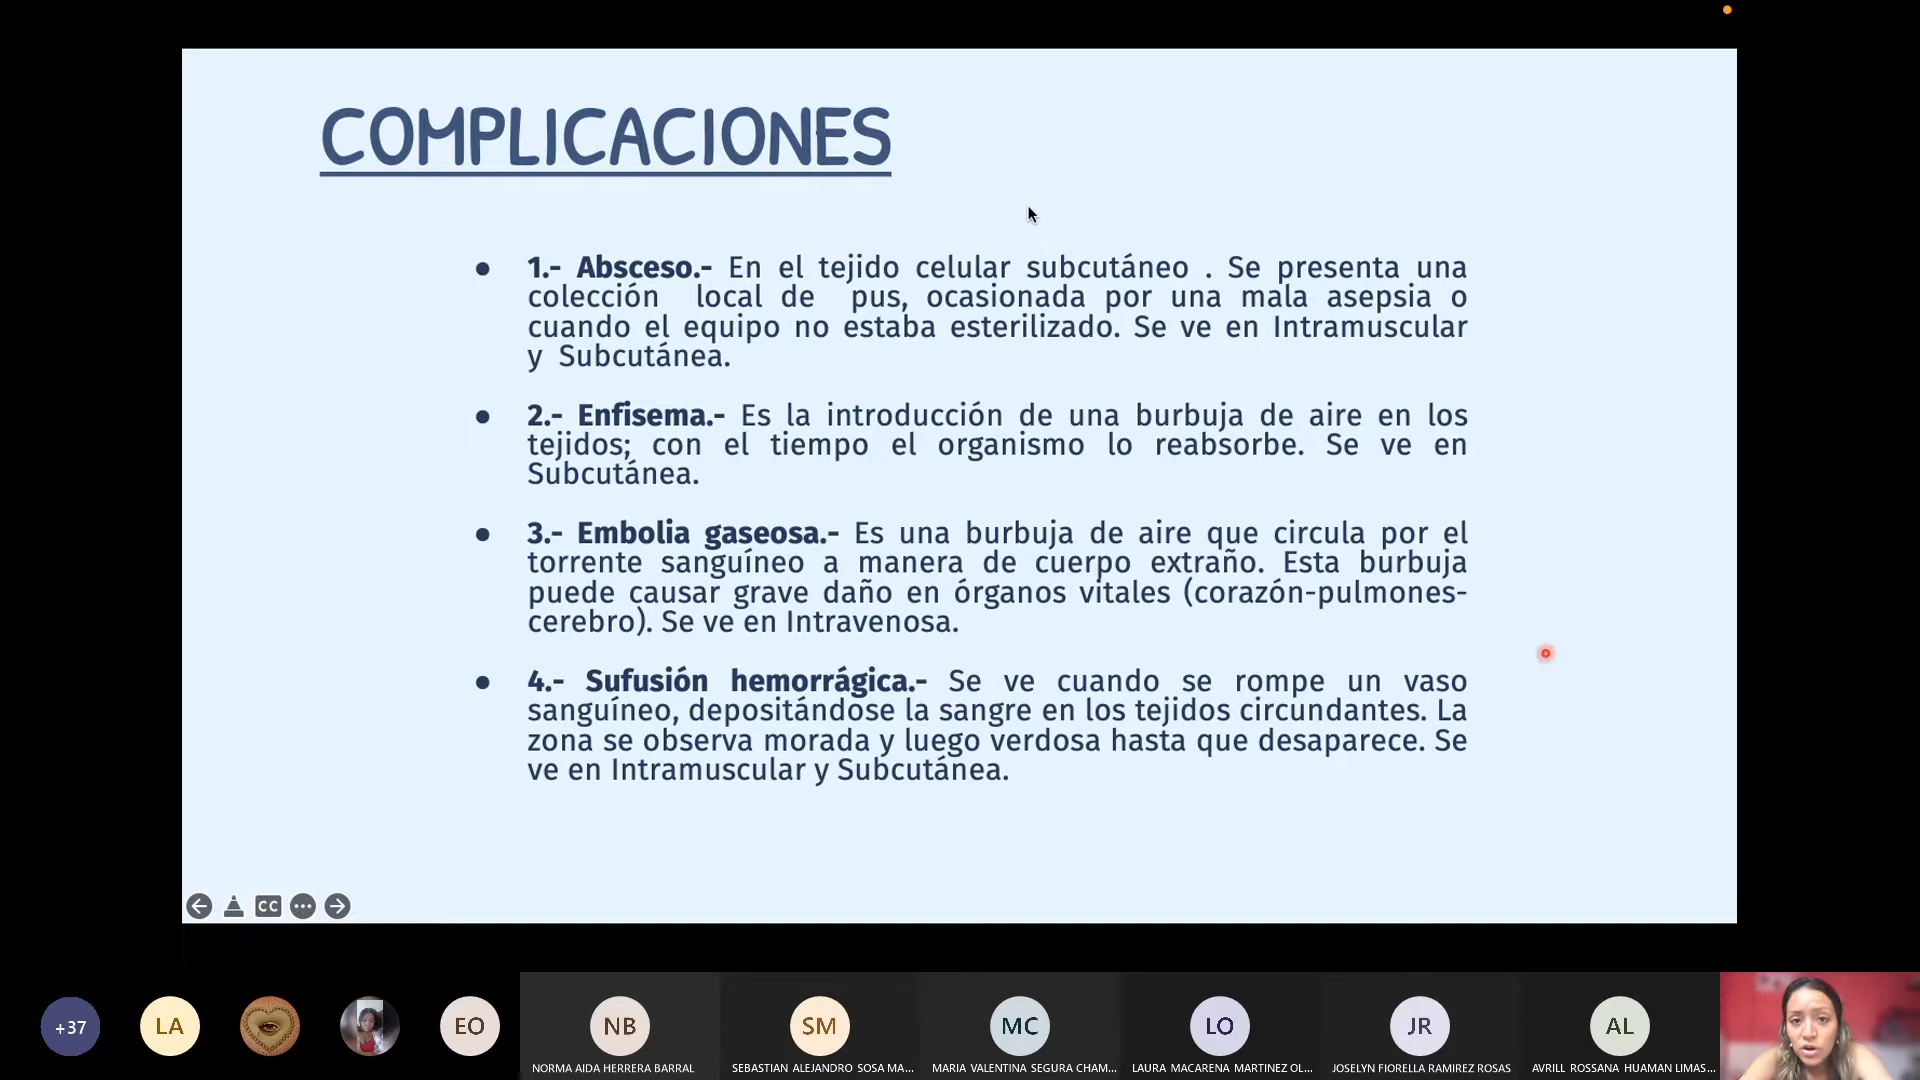 COMPLICACIONES
● 1.- Absceso.- En el tejido celular subcutáneo . Se presenta una
colección local de pus, ocasionada por una mala asepsia o
cuando el equipo no estaba esterilizado. Se ve en Intramuscular
y Subcutánea.
● 2.- Enfisema.- Es la introducción de una burbuja de aire en los
tejidos; con el tiempo el organismo lo reabsorbe. Se ve en
Subcutánea.
● 3.- Embolia gaseosa.- Es una burbuja de aire que circula por el
torrente sanguíneo a manera de cuerpo extraño. Esta burbuja
puede causar grave daño en órganos vitales (corazón-pulmones-
cerebro). Se ve en Intravenosa.
● 4.- Sufusión hemorrágica.- Se ve cuando se rompe un vaso
sanguíneo, depositándose la sangre en los tejidos circundantes. La
zona se observa morada y luego verdosa hasta que desaparece. Se
ve en Intramuscular y Subcutánea.
CC
+37 LA EO NB SM MC LO JR AL
NORMA AIDA HERRERA BARRAL SEBASTIAN ALEJANDRO SOSA MA... MARIA VALENTINA SEGURA CHAM... LAURA MACARENA MARTINEZ OL... JOSELYN FIORELLA RAMIREZ ROSAS AVRILL ROSSANA HUAMAN LIMAS...